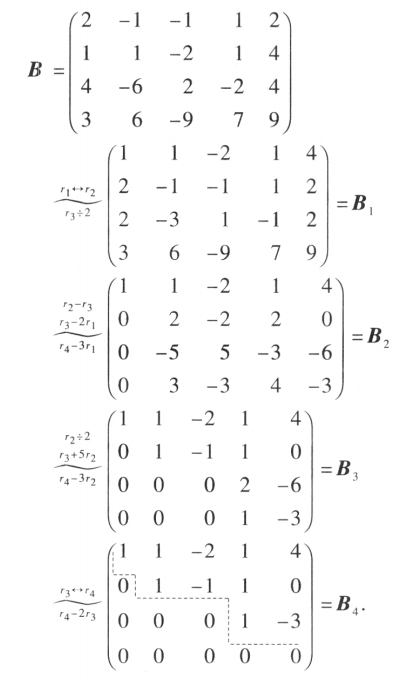 2 −1 −1 1 2
1 1 −2 1 4
B =
4 −6 2 −2 4
3 6 −9 7 9
1 1 −2 1 4
r₁↔r₂ 2 −1 −1 1 2
r₃÷2 2 −3 1 −1 2 = B₁
3 6 −9 7 9
1 1 −2 1 4
r₂−r₃ 0 2 −2 2 0
r₃−2r₁ = B₂
r₄−3r₁ 0 −5 5 −3 −6
0 3 −3 4 −3
1 1 −2 1 4
r₂÷2 0 1 −1 1 0
r₃+5r₂ = B₃
r₄−3r₂ 0 0 0 2 −6
0 0 0 1 −3
1 1 −2 1 4
r₃↔r₄ 0 1 −1 1 0
r₄−2r₃ 0 0 0 1 −3 = B₄.
0 0 0 0 0